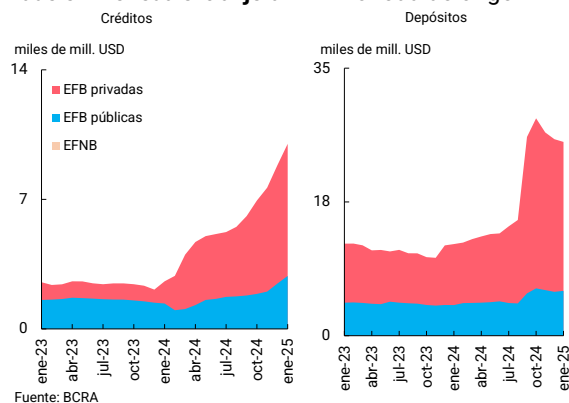 Créditos
miles de mill. USD
14
7
0
EFB privadas
EFB públicas
EFNB
ene-23
abr-23
jul-23
oct-23
ene-24
abr-24
jul-24
oct-24
ene-25
Depósitos
miles de mill. USD
35
18
0
ene-23
abr-23
jul-23
oct-23
ene-24
abr-24
jul-24
oct-24
ene-25
Fuente: BCRA